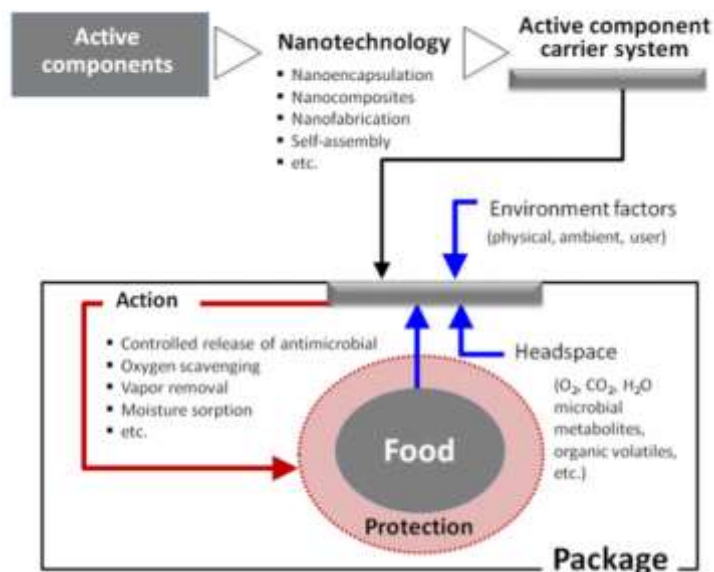 Active
components
Nanotechnology
▪ Nanoencapsulation
▪ Nanocomposites
▪ Nanofabrication
▪ Self-assembly
▪ etc.
Active component
carrier system
Environment factors
(physical, ambient, user)
Action
▪ Controlled release of antimicrobial
▪ Oxygen scavenging
▪ Vapor removal
▪ Moisture sorption
▪ etc.
Headspace
(O₂, CO₂, H₂O
microbial
metabolites,
organic volatiles,
etc.)
Food
Protection
Package